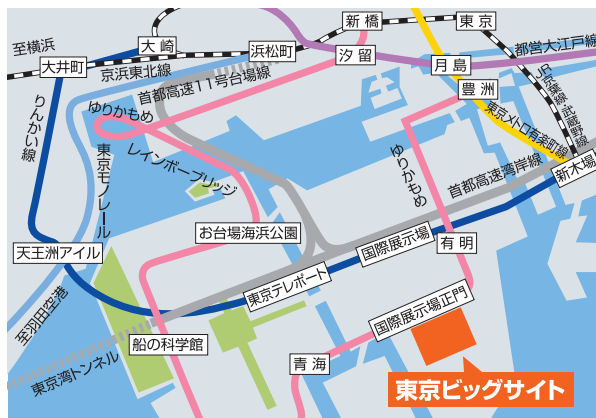 新橋
東京
至横浜
大崎
浜松町
汐留
都営大江戸線
大井町
京浜東北線
月島
首都高速11号台場線
豊洲
JR京葉線・武蔵野線
りんかい線
ゆりかもめ
東京メトロ有楽町線
東京モノレール
レインボーブリッジ
ゆりかもめ
首都高速湾岸線
新木場
お台場海浜公園
天王洲アイル
国際展示場
有明
東京テレポート
至羽田空港
国際展示場正門
船の科学館
東京湾トンネル
青海
東京ビッグサイト